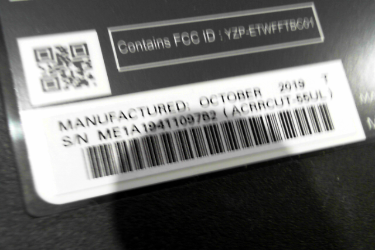 Contains FCC ID : YZP-ETWFFTBC01
MANUFACTURED: OCTOBER 2019 T
S/N ME1A1941109782 (ACRRCUT-55UL)